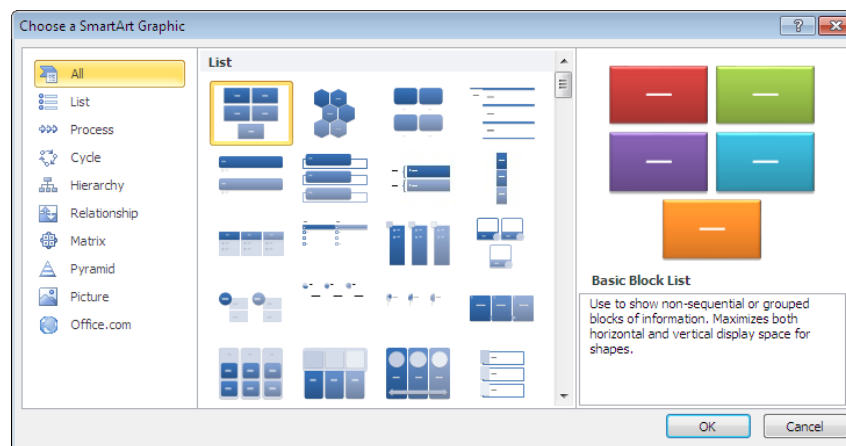 Choose a SmartArt Graphic
All
List
Process
Cycle
Hierarchy
Relationship
Matrix
Pyramid
Picture
Office.com
List
Basic Block List
Use to show non-sequential or grouped
blocks of information. Maximizes both
horizontal and vertical display space for
shapes.
OK
Cancel